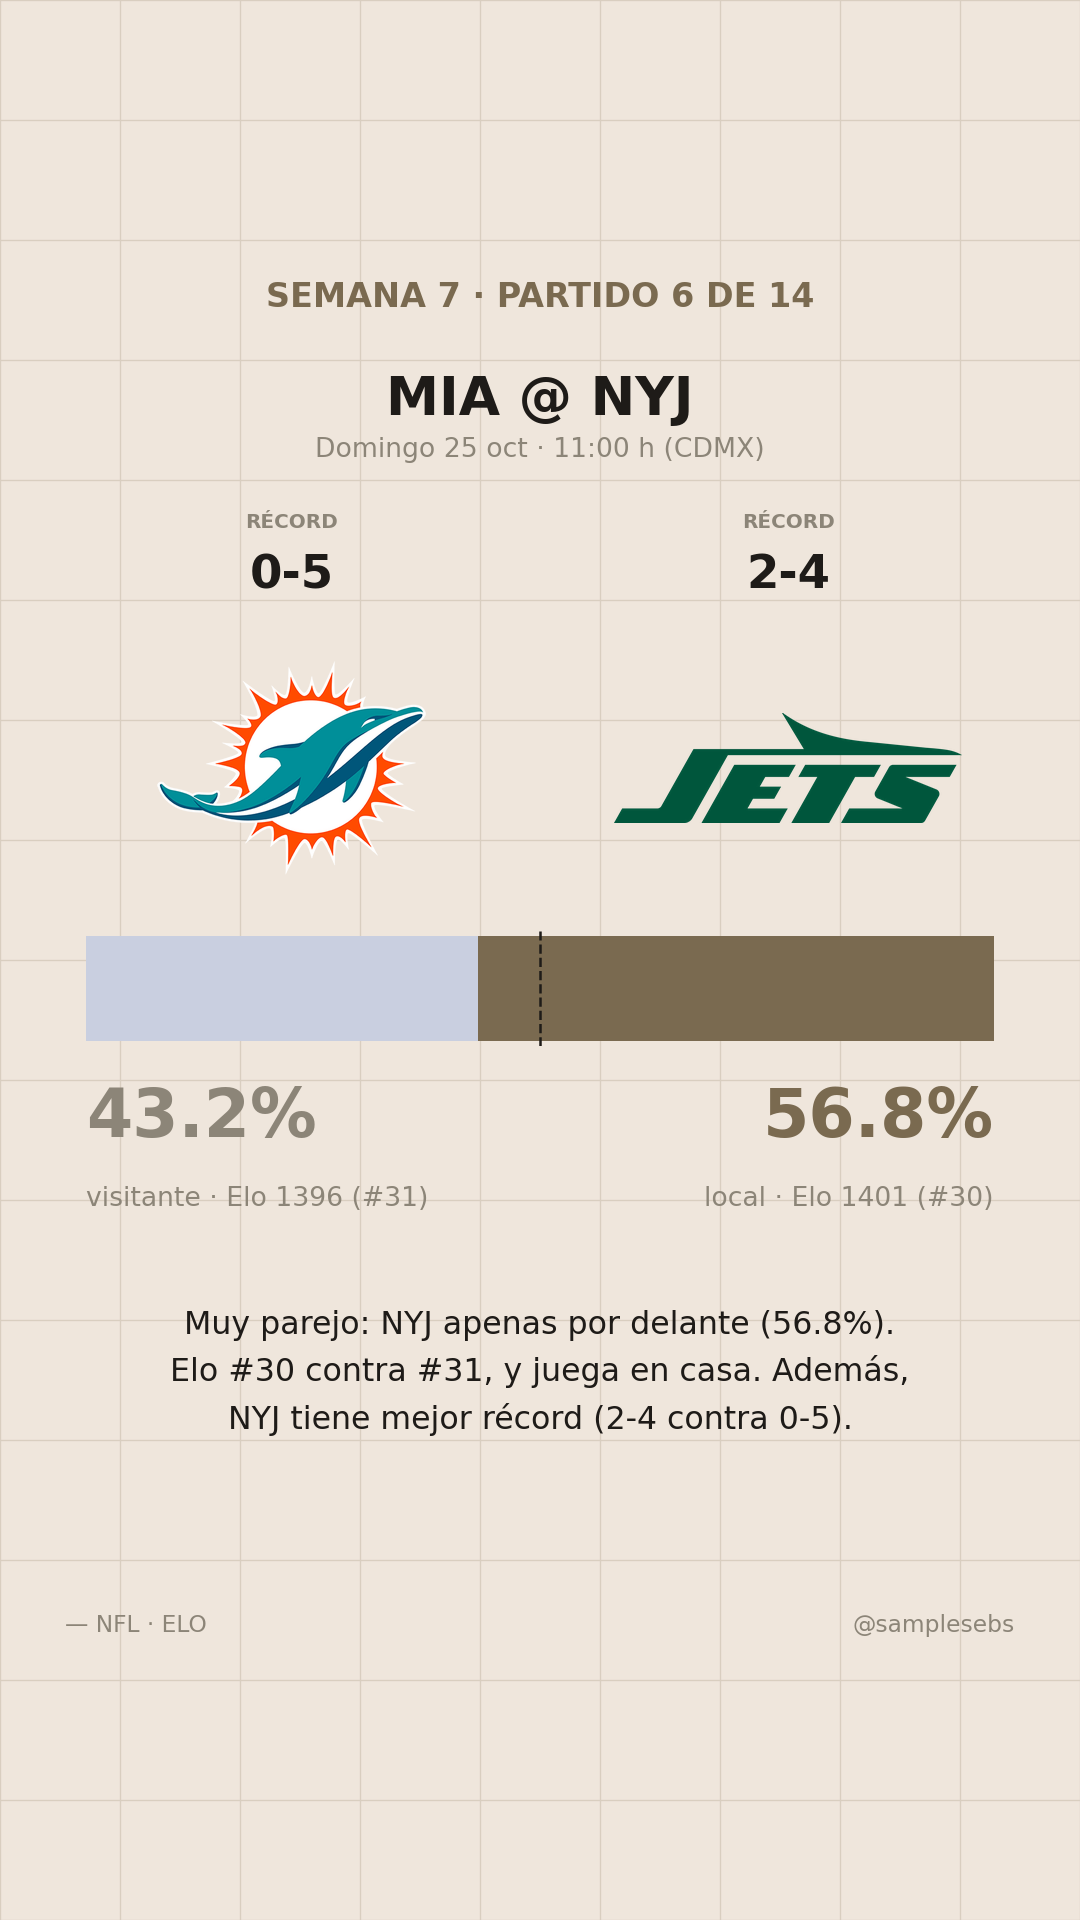 SEMANA 7 · PARTIDO 6 DE 14
MIA @ NYJ
Domingo 25 oct · 11:00 h (CDMX)
RÉCORD
0-5
RÉCORD
2-4
JETS
43.2%
56.8%
visitante · Elo 1396 (#31)
local · Elo 1401 (#30)
Muy parejo: NYJ apenas por delante (56.8%).
Elo #30 contra #31, y juega en casa. Además,
NYJ tiene mejor récord (2-4 contra 0-5).
— NFL · ELO
@samplesebs